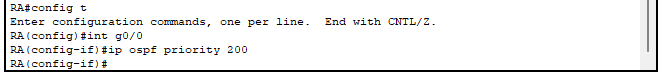 RA#config t
Enter configuration commands, one per line.  End with CNTL/Z.
RA(config)#int g0/0
RA(config-if)#ip ospf priority 200
RA(config-if)#